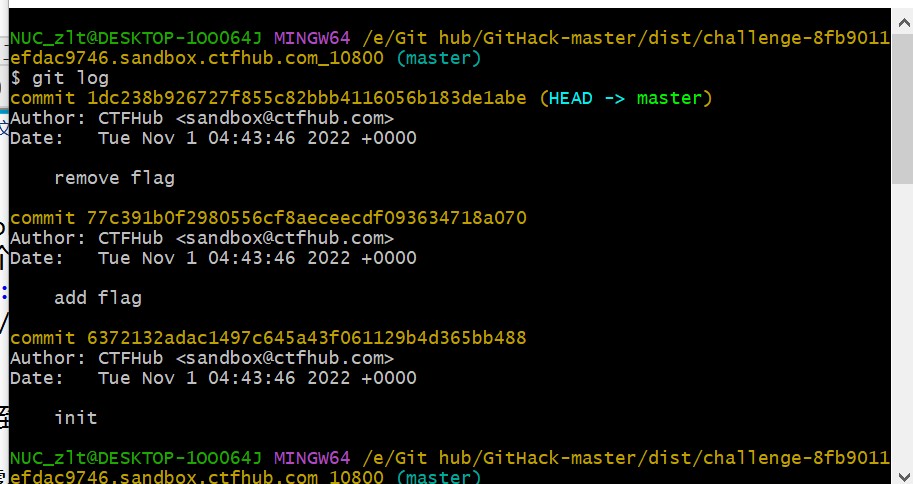 NUC_zlt@DESKTOP-1OO064J MINGW64 /e/Git hub/GitHack-master/dist/challenge-8fb9011
efdac9746.sandbox.ctfhub.com_10800 (master)
$ git log
commit 1dc238b926727f855c82bbb4116056b183de1abe (HEAD -> master)
Author: CTFHub <sandbox@ctfhub.com>
Date:   Tue Nov 1 04:43:46 2022 +0000
    remove flag
commit 77c391b0f2980556cf8aeceecdf093634718a070
Author: CTFHub <sandbox@ctfhub.com>
Date:   Tue Nov 1 04:43:46 2022 +0000
    add flag
commit 6372132adac1497c645a43f061129b4d365bb488
Author: CTFHub <sandbox@ctfhub.com>
Date:   Tue Nov 1 04:43:46 2022 +0000
    init
NUC_zlt@DESKTOP-1OO064J MINGW64 /e/Git hub/GitHack-master/dist/challenge-8fb9011
efdac9746.sandbox.ctfhub.com_10800 (master)